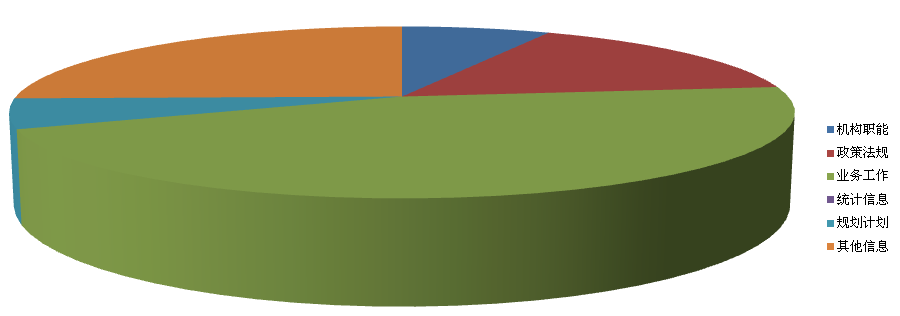 机构职能
政策法规
业务工作
统计信息
规划计划
其他信息